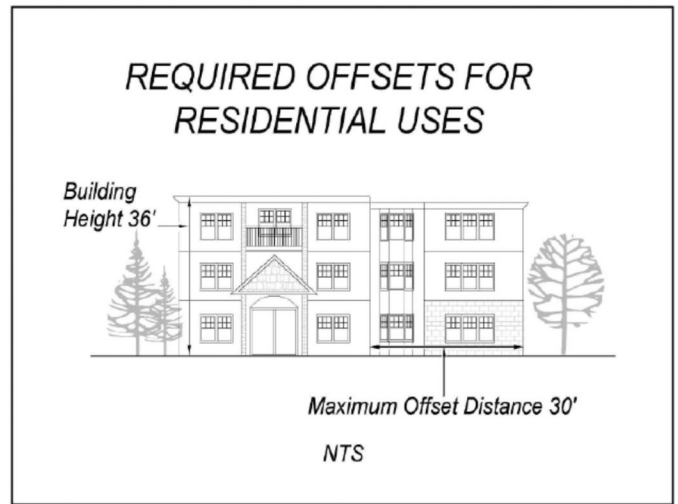 REQUIRED OFFSETS FOR
RESIDENTIAL USES
Building
Height 36'
Maximum Offset Distance 30'
NTS